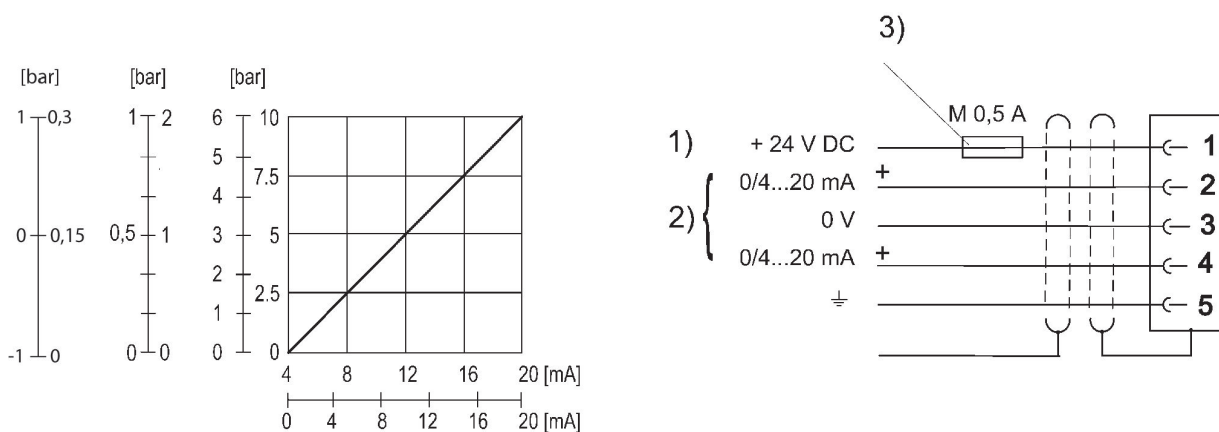 [bar] [bar] [bar]
1 0,3 1 2 6 10
5 7.5
4
0 0,15 0,5 1 3 5
2
1 2.5
-1 0 0 0 0 0
4 8 12 16 20 [mA]
0 4 8 12 16 20 [mA]
3)
M 0,5 A
1) + 24 V DC 1
2) 0/4...20 mA + 2
0 V 3
0/4...20 mA + 4
5